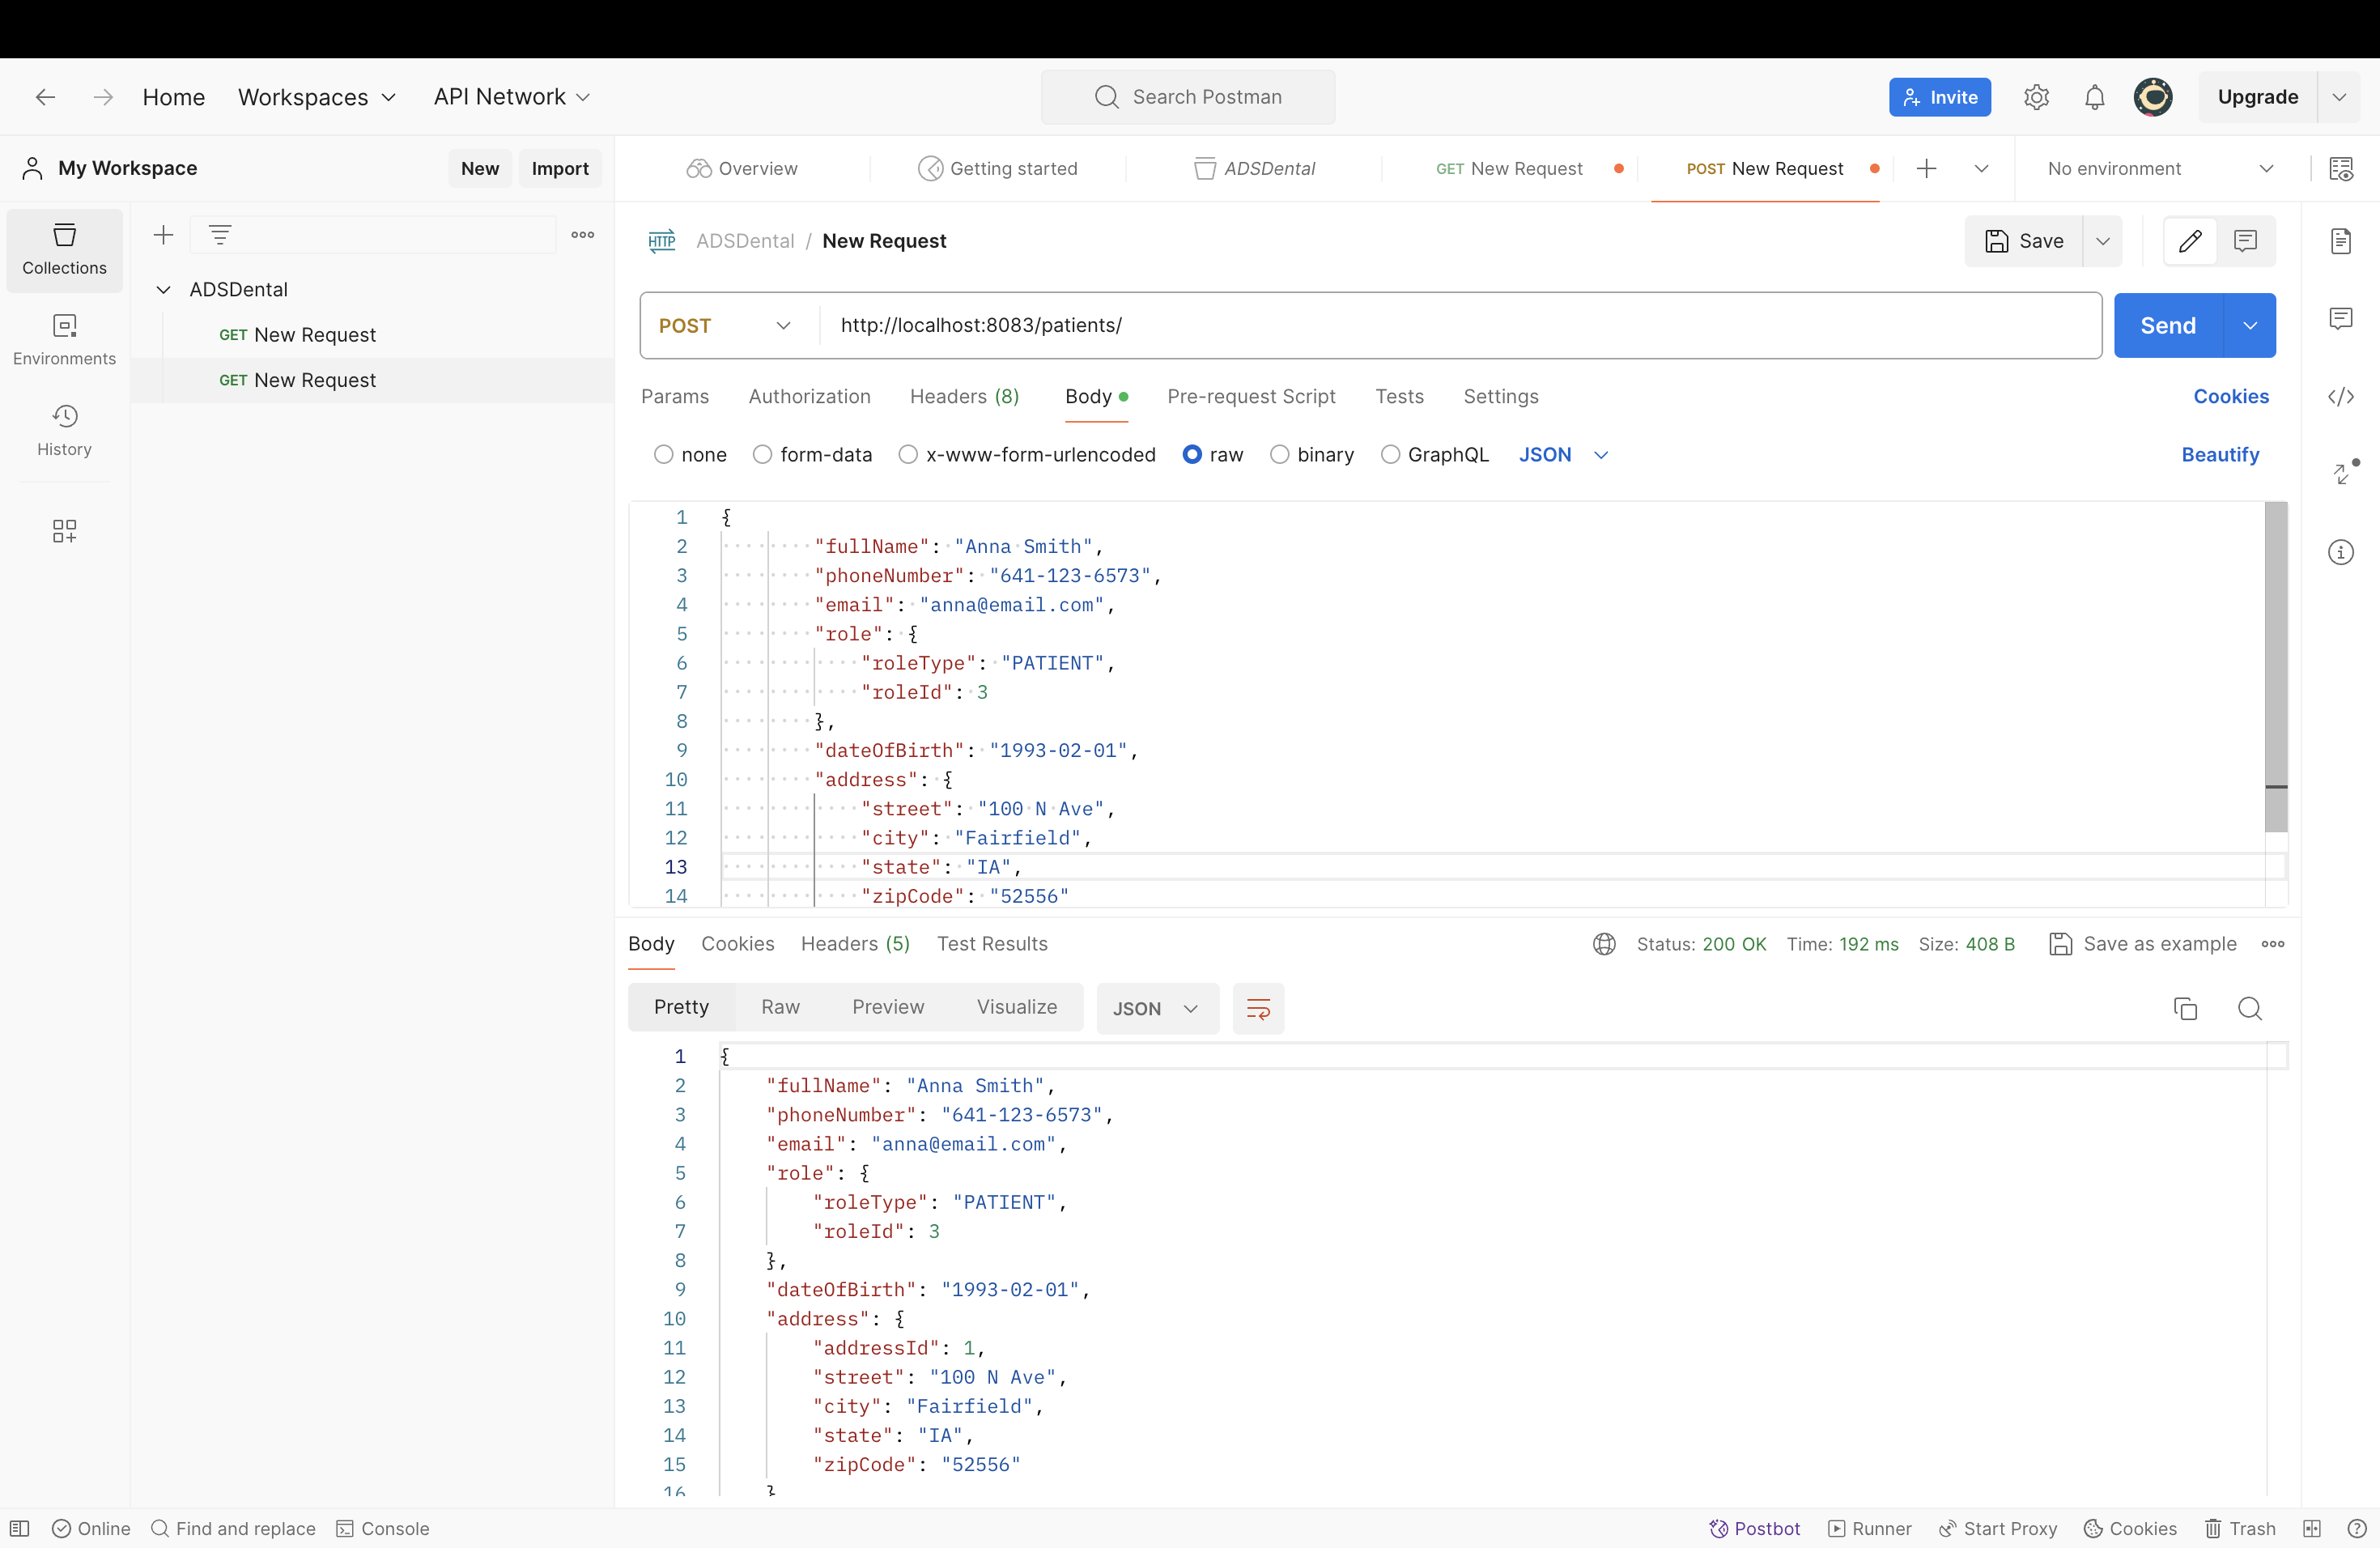 Home Workspaces API Network Search Postman Invite Upgrade
My Workspace New Import Overview Getting started ADSDental GET New Request POST New Request No environment
Collections
Environments
History
ADSDental
GET New Request
GET New Request
HTTP ADSDental / New Request Save
POST http://localhost:8083/patients/ Send
Params Authorization Headers (8) Body Pre-request Script Tests Settings Cookies
none form-data x-www-form-urlencoded raw binary GraphQL JSON Beautify
1 {
2 "fullName": "Anna Smith",
3 "phoneNumber": "641-123-6573",
4 "email": "anna@email.com",
5 "role": {
6 "roleType": "PATIENT",
7 "roleId": 3
8 },
9 "dateOfBirth": "1993-02-01",
10 "address": {
11 "street": "100 N Ave",
12 "city": "Fairfield",
13 "state": "IA",
14 "zipCode": "52556"
Body Cookies Headers (5) Test Results Status: 200 OK Time: 192 ms Size: 408 B Save as example
Pretty Raw Preview Visualize JSON
1 {
2 "fullName": "Anna Smith",
3 "phoneNumber": "641-123-6573",
4 "email": "anna@email.com",
5 "role": {
6 "roleType": "PATIENT",
7 "roleId": 3
8 },
9 "dateOfBirth": "1993-02-01",
10 "address": {
11 "addressId": 1,
12 "street": "100 N Ave",
13 "city": "Fairfield",
14 "state": "IA",
15 "zipCode": "52556"
16 }
Online Find and replace Console Postbot Runner Start Proxy Cookies Trash